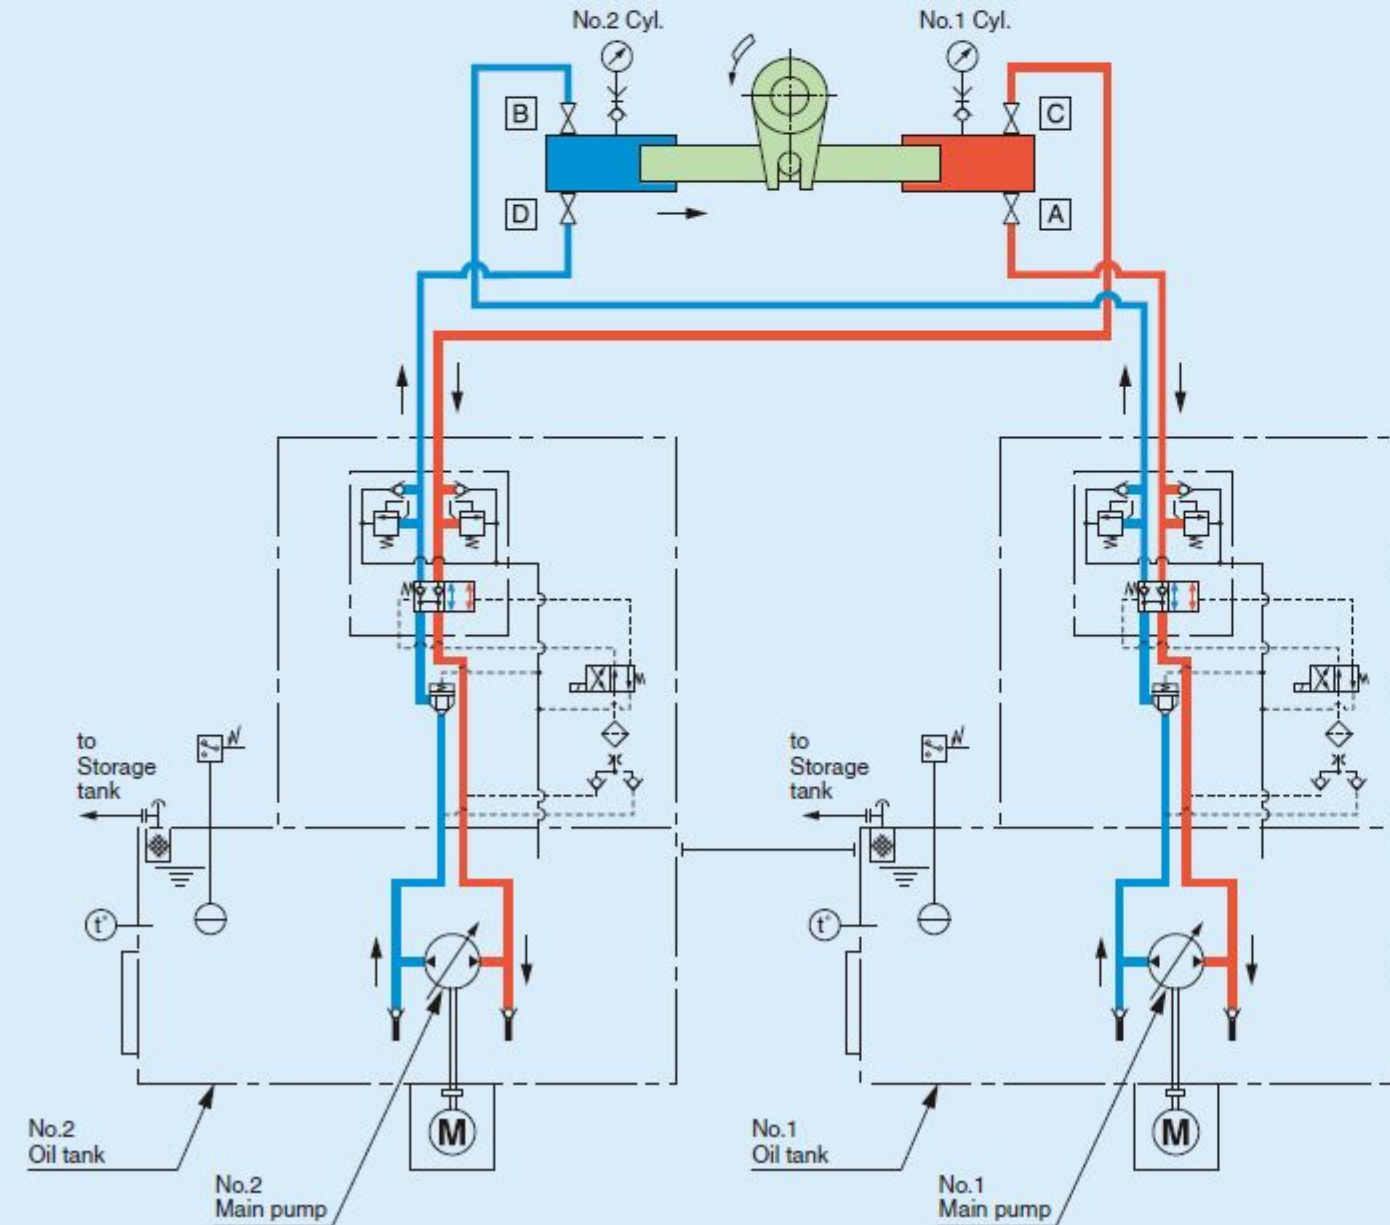 No.2 Cyl.
No.1 Cyl.
B
C
D
A
to
Storage
tank
to
Storage
tank
t°
t°
M
M
No.2
Oil tank
No.1
Oil tank
No.2
Main pump
No.1
Main pump